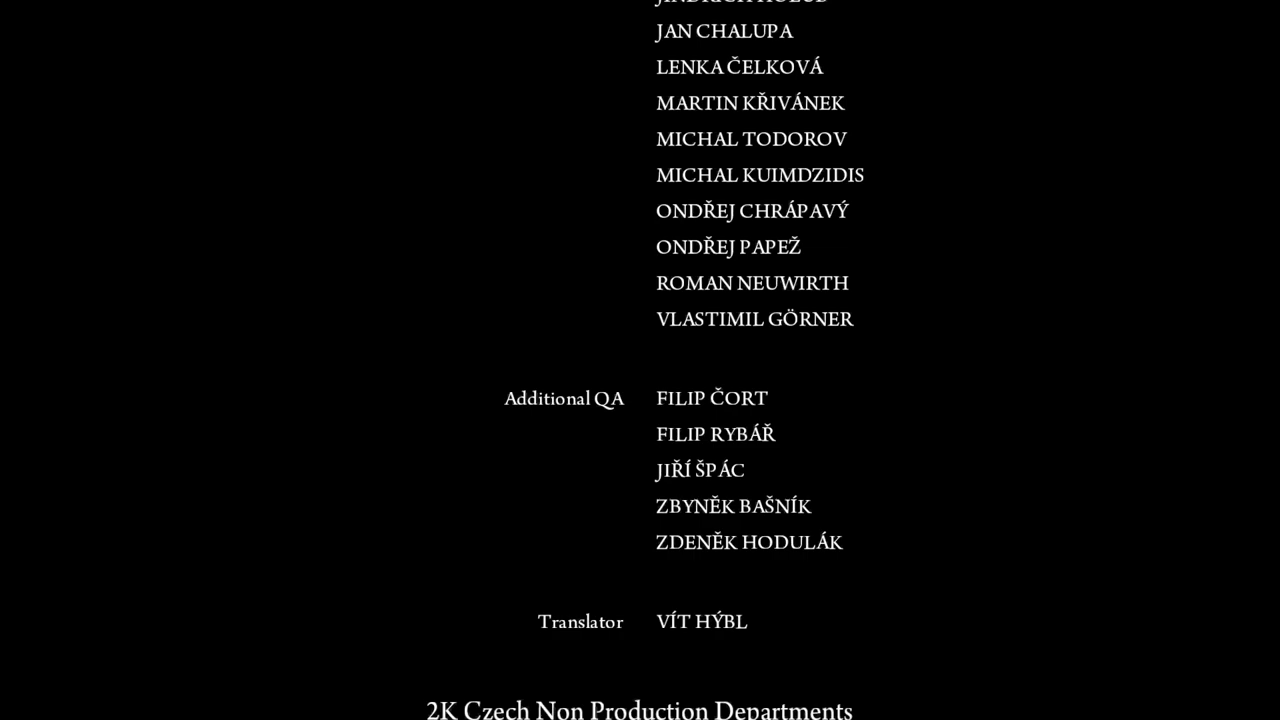 JAN CHALUPA
LENKA ČELKOVÁ
MARTIN KŘIVÁNEK
MICHAL TODOROV
MICHAL KUIMDZIDIS
ONDŘEJ CHRÁPAVÝ
ONDŘEJ PAPEŽ
ROMAN NEUWIRTH
VLASTIMIL GÖRNER
Additional QA FILIP ČORT
FILIP RYBÁŘ
JIŘÍ ŠPÁC
ZBYNĚK BAŠNÍK
ZDENĚK HODULÁK
Translator VÍT HÝBL
2K Czech Non Production Departments